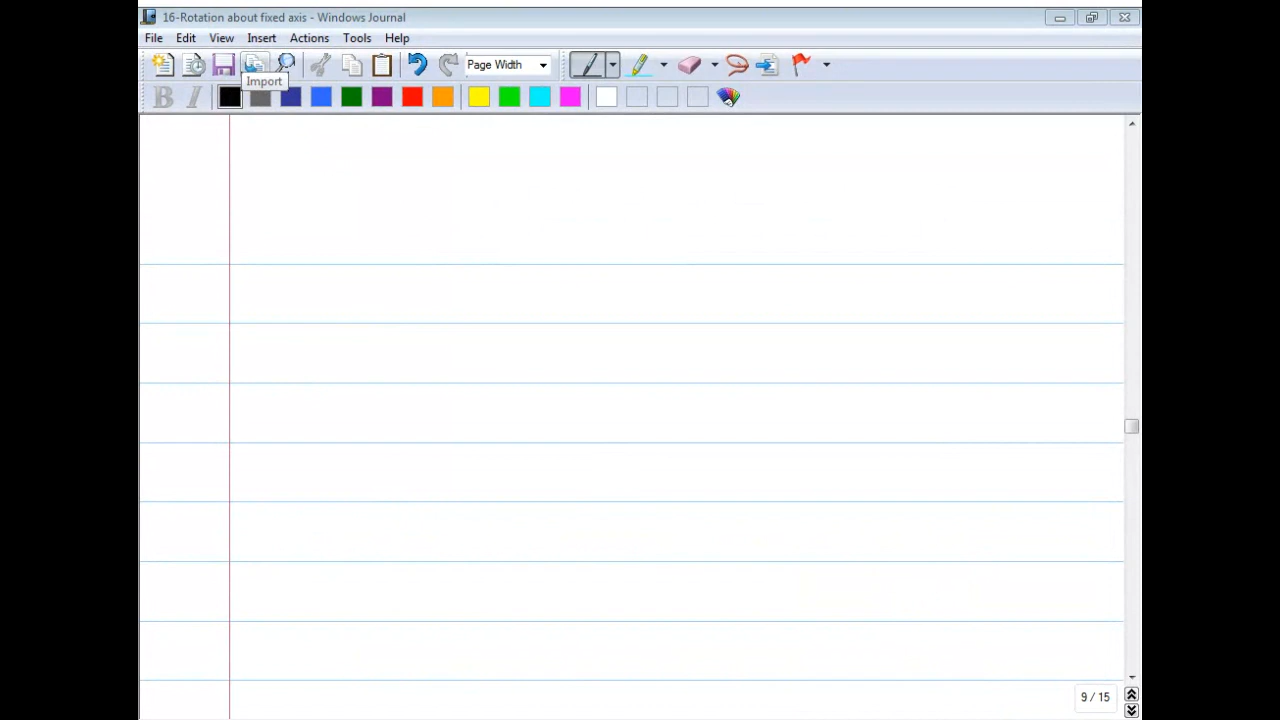 16-Rotation about fixed axis - Windows Journal
File Edit View Insert Actions Tools Help
Page Width
Import
B I
9 / 15